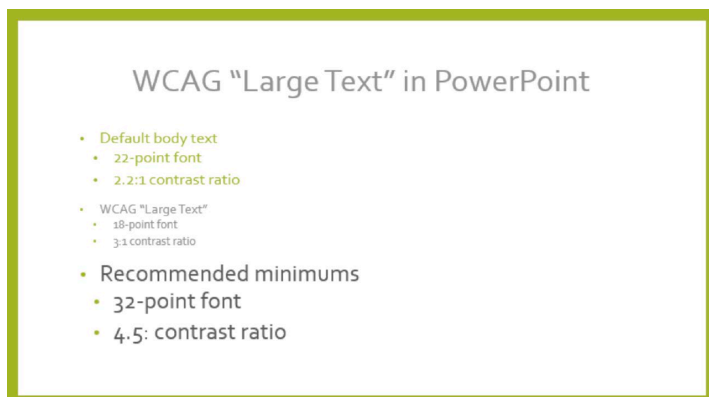 WCAG “Large Text” in PowerPoint
• Default body text
• 22-point font
• 2.2:1 contrast ratio
• WCAG “Large Text”
• 18-point font
• 3:1 contrast ratio
• Recommended minimums
• 32-point font
• 4.5: contrast ratio